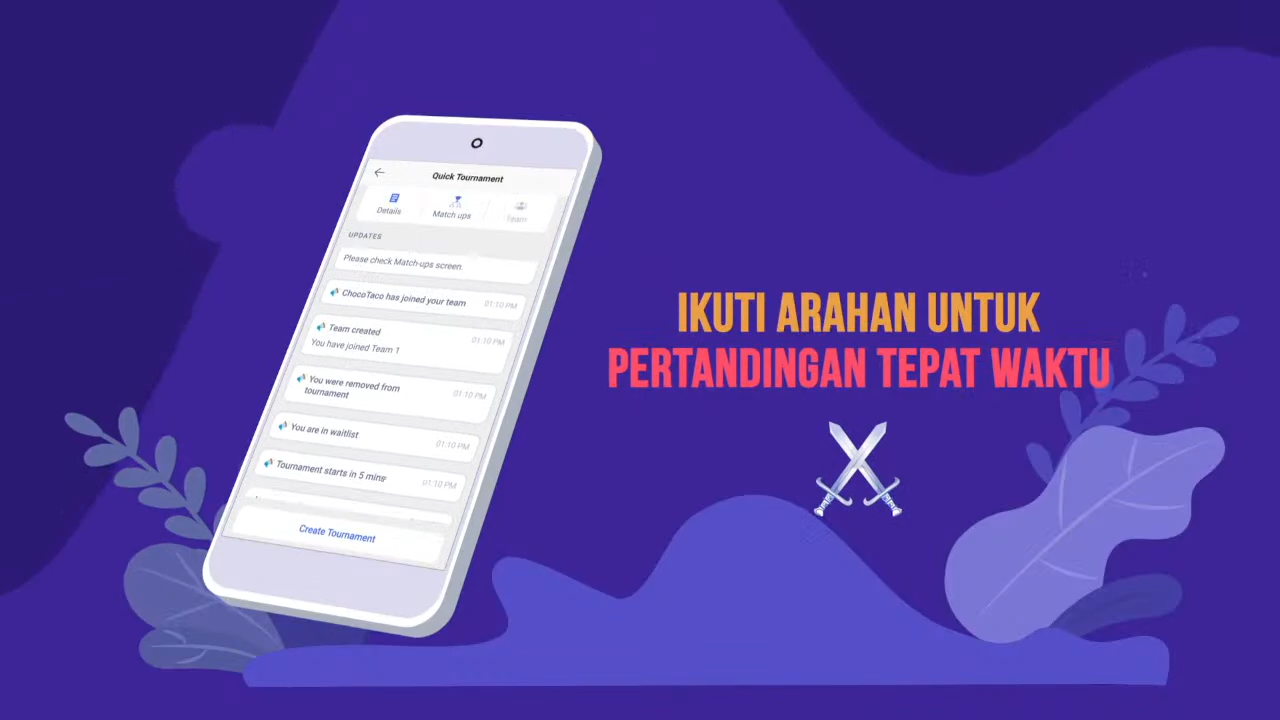 Quick Tournament
Details
Match ups
Team
UPDATES
Please check Match-ups screen.
ChocoTaco has joined your team
01:10 PM
Team created
01:10 PM
You have joined Team 1
You were removed from
tournament
01:10 PM
You are in waitlist
01:10 PM
Tournament starts in 5 mins
01:10 PM
Create Tournament
IKUTI ARAHAN UNTUK
PERTANDINGAN TEPAT WAKTU